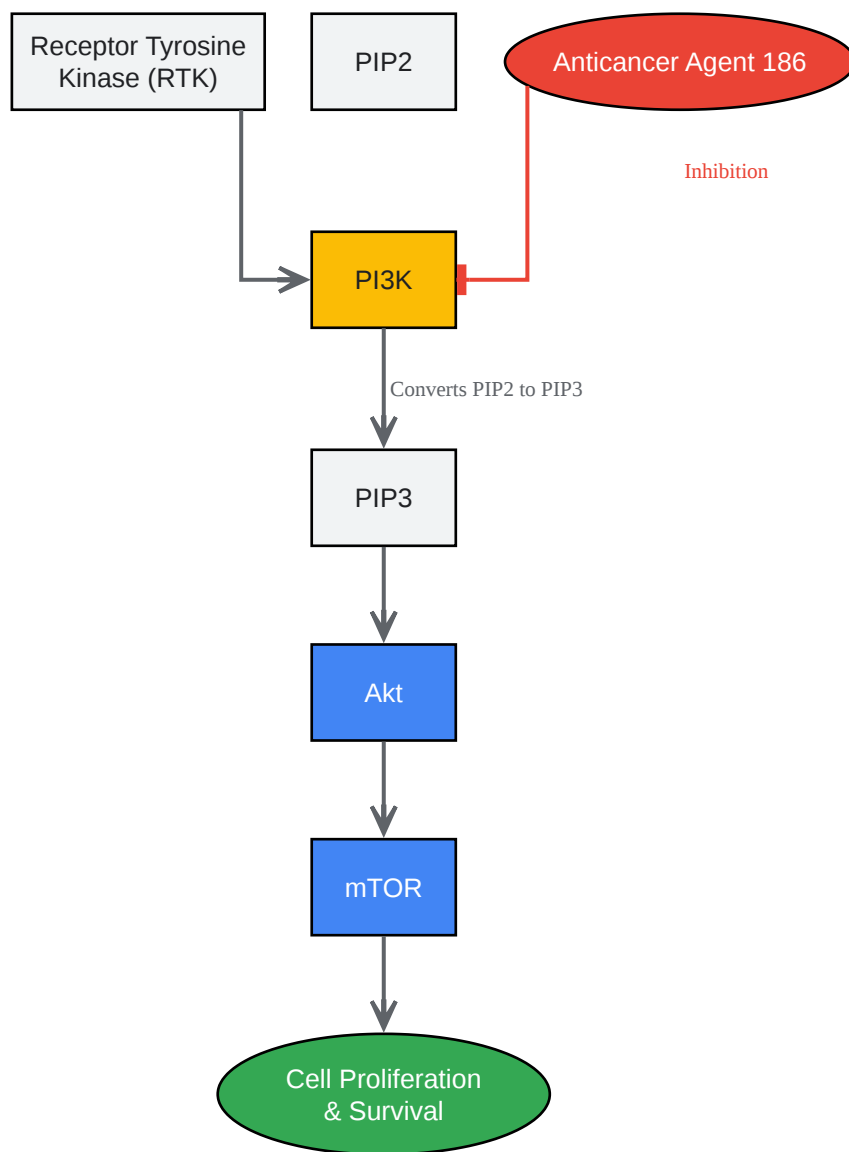 Receptor Tyrosine
Kinase (RTK)
PIP2
Anticancer Agent 186
Inhibition
PI3K
Converts PIP2 to PIP3
PIP3
Akt
mTOR
Cell Proliferation
& Survival